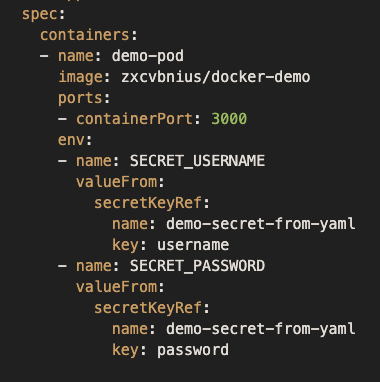 spec:
  containers:
  - name: demo-pod
    image: zxcvbnius/docker-demo
    ports:
    - containerPort: 3000
    env:
    - name: SECRET_USERNAME
      valueFrom:
        secretKeyRef:
          name: demo-secret-from-yaml
          key: username
    - name: SECRET_PASSWORD
      valueFrom:
        secretKeyRef:
          name: demo-secret-from-yaml
          key: password